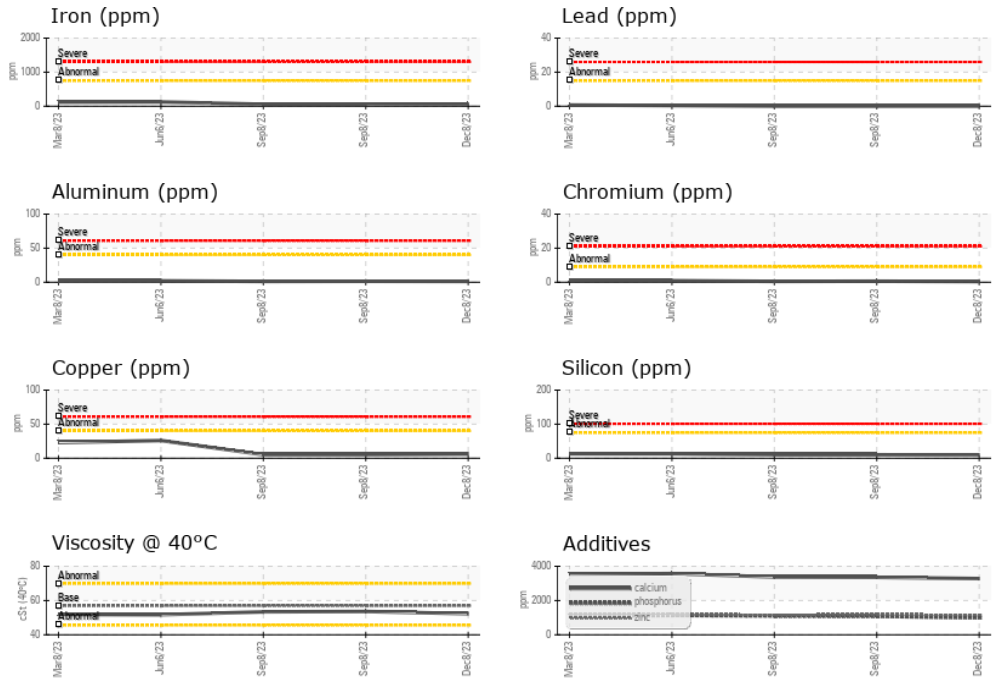 Iron (ppm)
2000
1000
0
ppm
Severe
Abnormal
Mar8/23
Jun6/23
Sep8/23
Sep8/23
Dec8/23
Lead (ppm)
40
20
0
ppm
Severe
Abnormal
Mar8/23
Jun6/23
Sep8/23
Sep8/23
Dec8/23
Aluminum (ppm)
100
50
0
ppm
Severe
Abnormal
Mar8/23
Jun6/23
Sep8/23
Sep8/23
Dec8/23
Chromium (ppm)
40
20
0
ppm
Severe
Abnormal
Mar8/23
Jun6/23
Sep8/23
Sep8/23
Dec8/23
Copper (ppm)
100
50
0
ppm
Severe
Abnormal
Mar8/23
Jun6/23
Sep8/23
Sep8/23
Dec8/23
Silicon (ppm)
200
100
0
ppm
Severe
Abnormal
Mar8/23
Jun6/23
Sep8/23
Sep8/23
Dec8/23
Viscosity @ 40°C
80
60
40
cSt (40°C)
Abnormal
Base
Abnormal
Mar8/23
Jun6/23
Sep8/23
Sep8/23
Dec8/23
Additives
4000
2000
0
ppm
calcium
phosphorus
zinc
Mar8/23
Jun6/23
Sep8/23
Sep8/23
Dec8/23